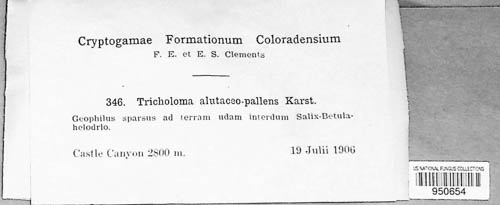 Cryptogamae Formationum Coloradensium
F. E. et E. S. Clements
346. Tricholoma alutaceo-pallens Karst.
Geophilus sparsus ad terram udam interdum Salix-Betula-
helodrio.
Castle Canyon 2800 m. 19 Julii 1906
US NATIONAL FUNGUS COLLECTIONS
950654